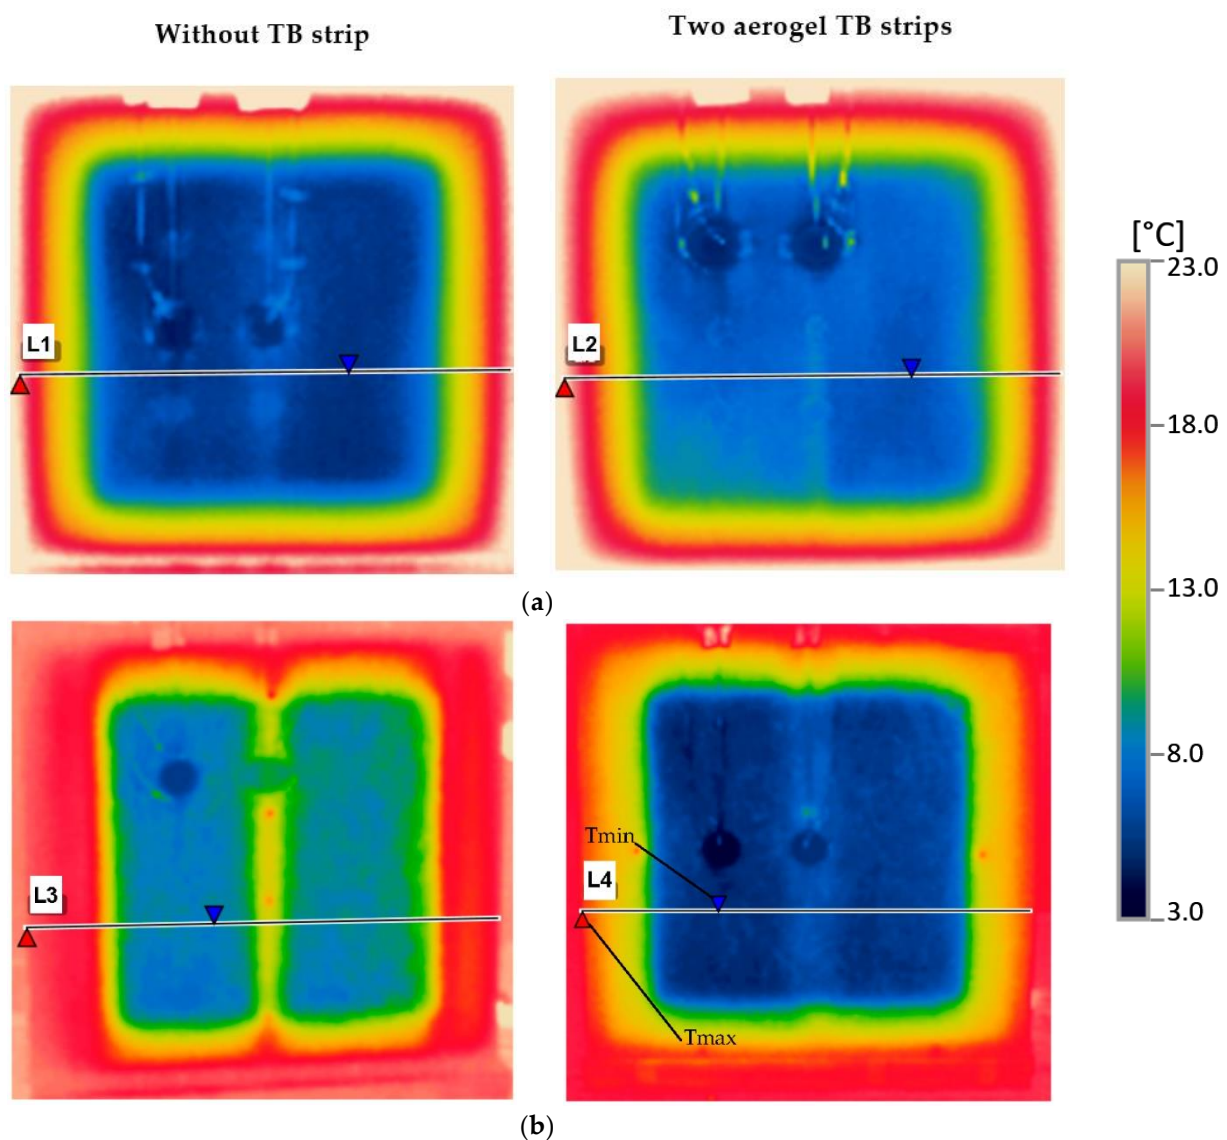 Without TB strip
Two aerogel TB strips
L1
L2
[°C]
23.0
18.0
13.0
8.0
3.0
(a)
L3
Tmin
L4
Tmax
(b)